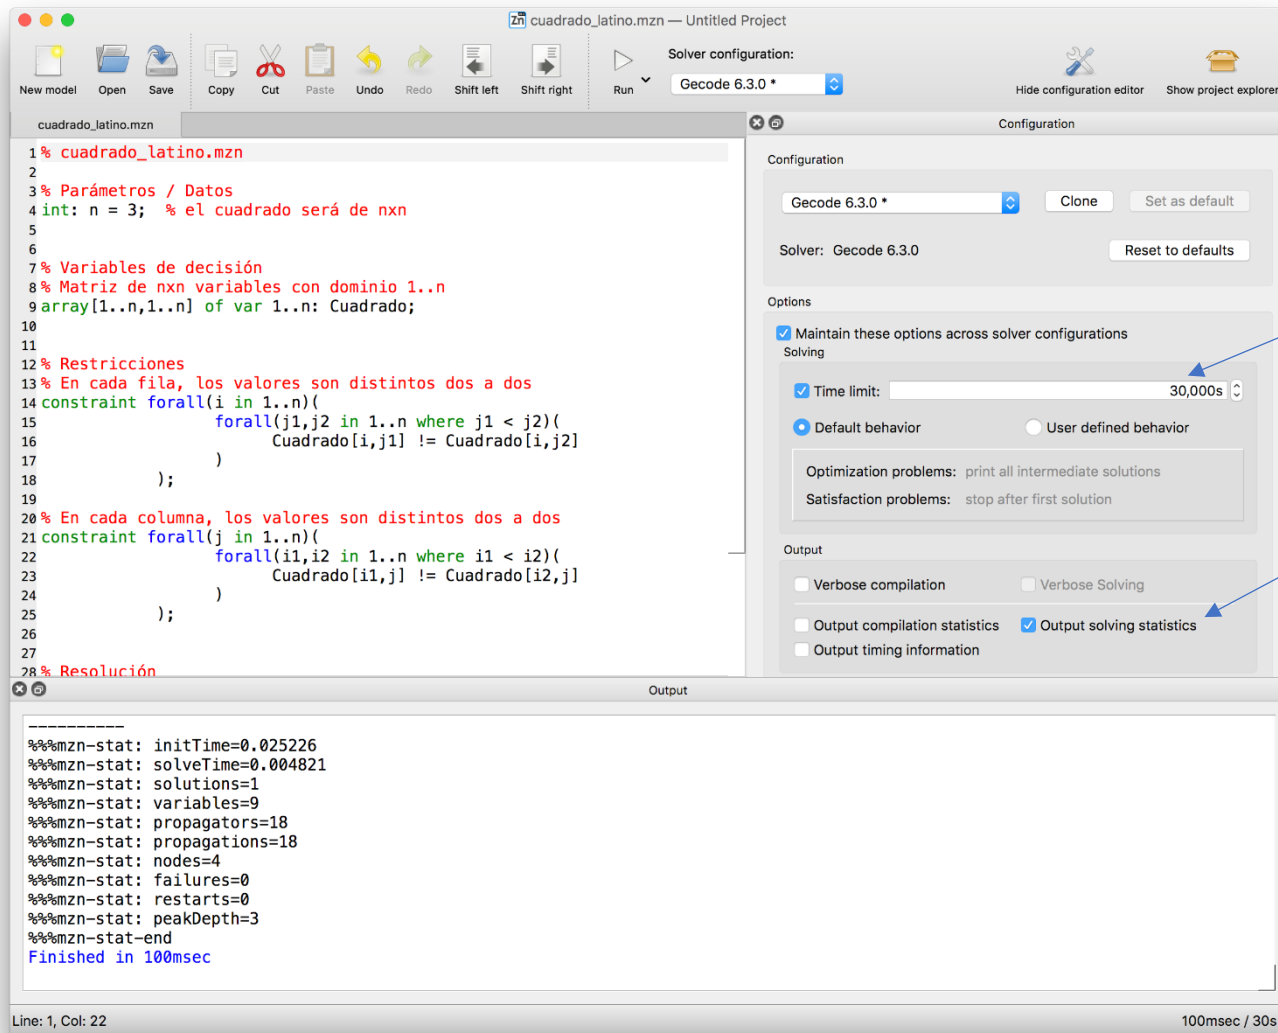 cuadrado_latino.mzn — Untitled Project
Solver configuration:
New model Open Save Copy Cut Paste Undo Redo Shift left Shift right Run Gecode 6.3.0 * Hide configuration editor Show project explorer
cuadrado_latino.mzn
1 % cuadrado_latino.mzn
2
3 % Parámetros / Datos
4 int: n = 3;  % el cuadrado será de nxn
5
6
7 % Variables de decisión
8 % Matriz de nxn variables con dominio 1..n
9 array[1..n,1..n] of var 1..n: Cuadrado;
10
11
12 % Restricciones
13 % En cada fila, los valores son distintos dos a dos
14 constraint forall(i in 1..n)(
15 forall(j1,j2 in 1..n where j1 < j2)(
16 Cuadrado[i,j1] != Cuadrado[i,j2]
17 )
18 );
19
20 % En cada columna, los valores son distintos dos a dos
21 constraint forall(j in 1..n)(
22 forall(i1,i2 in 1..n where i1 < i2)(
23 Cuadrado[i1,j] != Cuadrado[i2,j]
24 )
25 );
26
27
28 % Resolución
Configuration
Configuration
Gecode 6.3.0 * Clone Set as default
Solver: Gecode 6.3.0 Reset to defaults
Options
Maintain these options across solver configurations
Solving
Time limit: 30,000s
Default behavior User defined behavior
Optimization problems: print all intermediate solutions
Satisfaction problems: stop after first solution
Output
Verbose compilation Verbose Solving
Output compilation statistics Output solving statistics
Output timing information
Output
----------
%%%mzn-stat: initTime=0.025226
%%%mzn-stat: solveTime=0.004821
%%%mzn-stat: solutions=1
%%%mzn-stat: variables=9
%%%mzn-stat: propagators=18
%%%mzn-stat: propagations=18
%%%mzn-stat: nodes=4
%%%mzn-stat: failures=0
%%%mzn-stat: restarts=0
%%%mzn-stat: peakDepth=3
%%%mzn-stat-end
Finished in 100msec
Line: 1, Col: 22 100msec / 30s